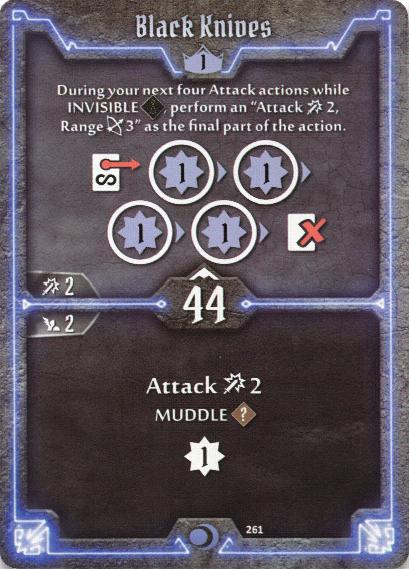 Black Knives
1
During your next four Attack actions while
INVISIBLE, perform an “Attack 2,
Range 3” as the final part of the action.
1 1
1 1
2
44
2
Attack 2
MUDDLE ?
1
261